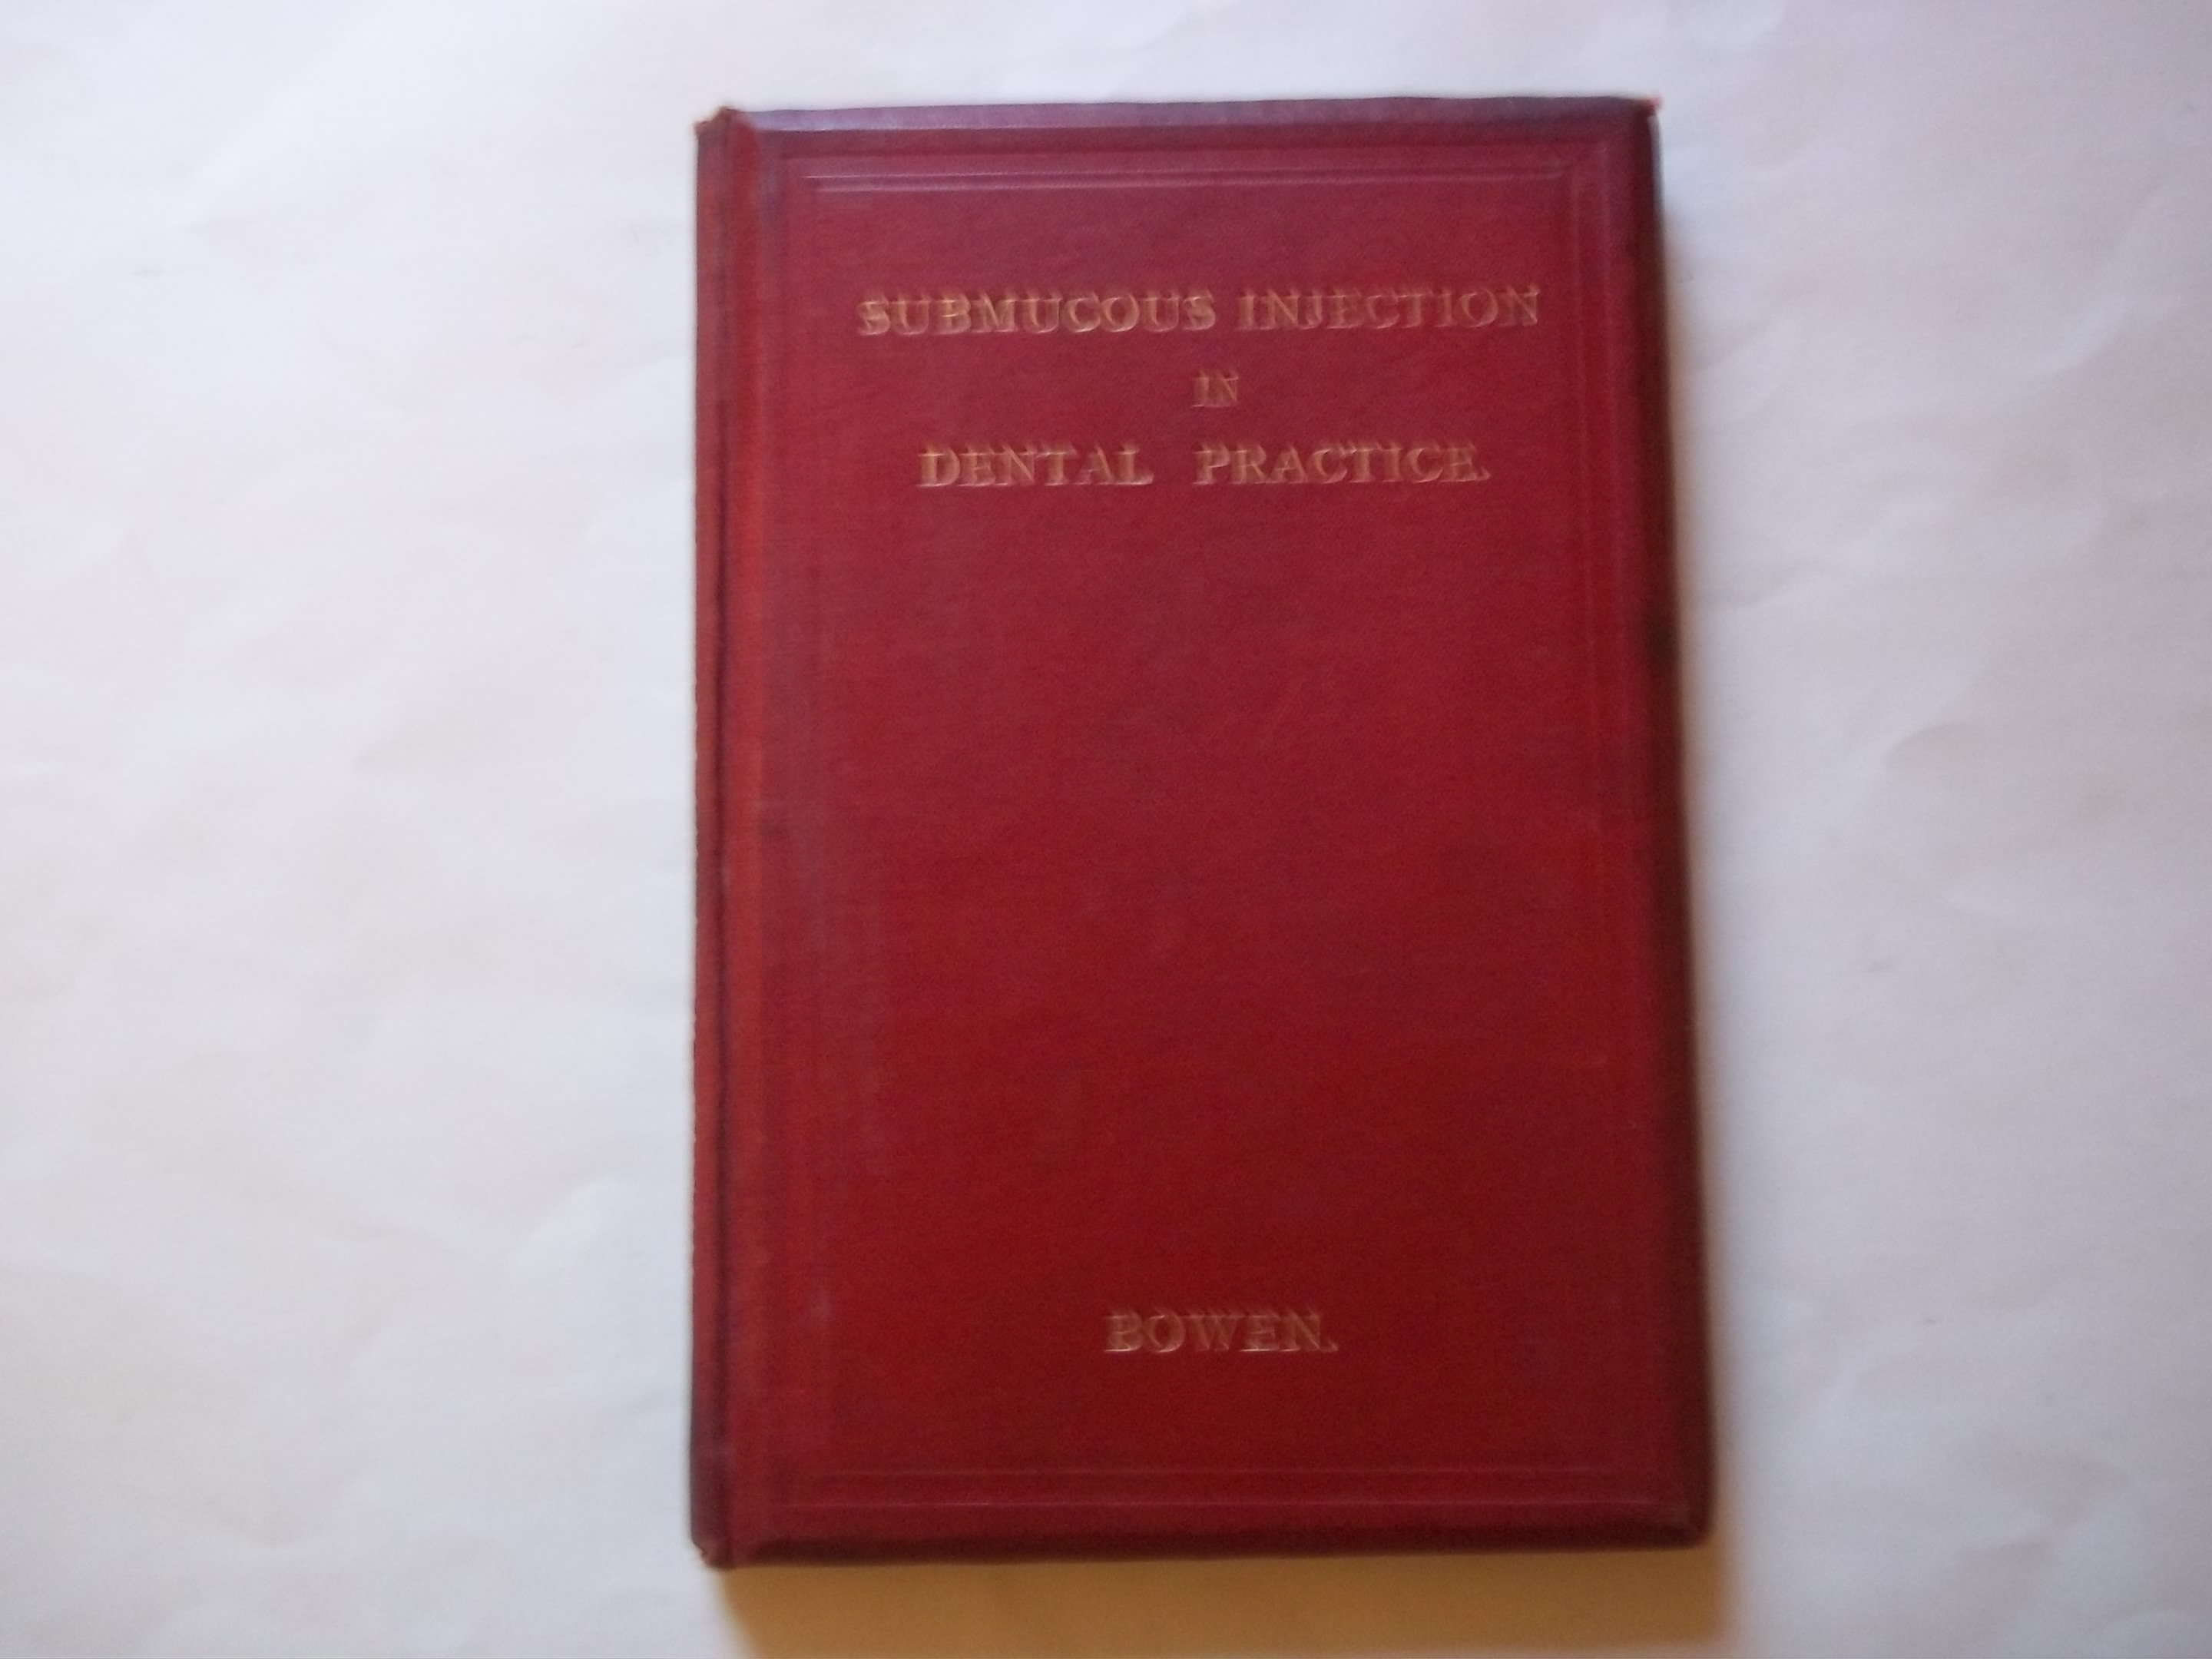 SUBMUCOUS INJECTION
IN
DENTAL PRACTICE.
BOWEN.